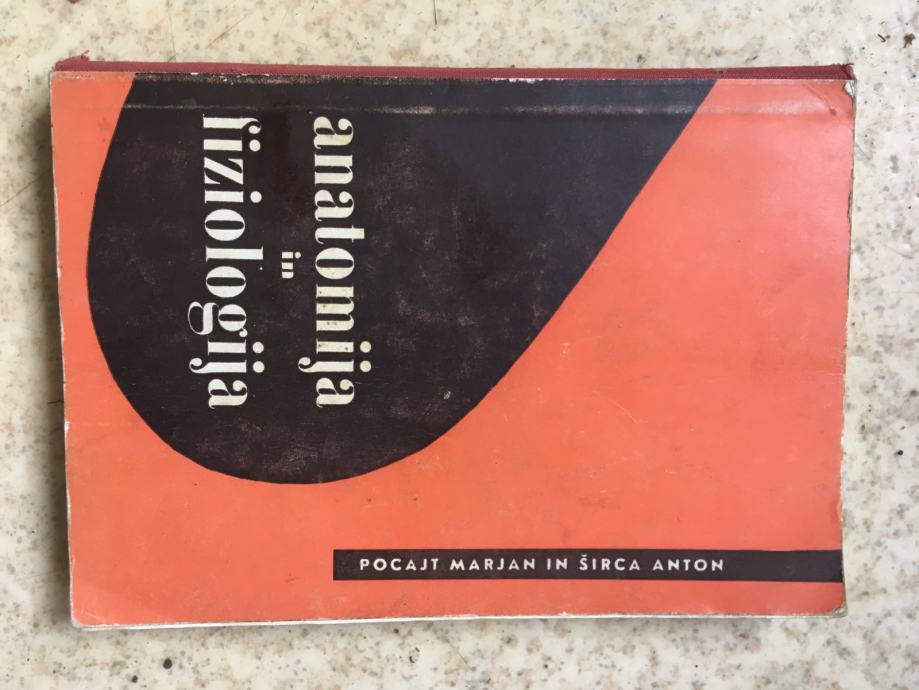 anatomija
in
fiziologija
POCAJT MARJAN IN ŠIRCA ANTON